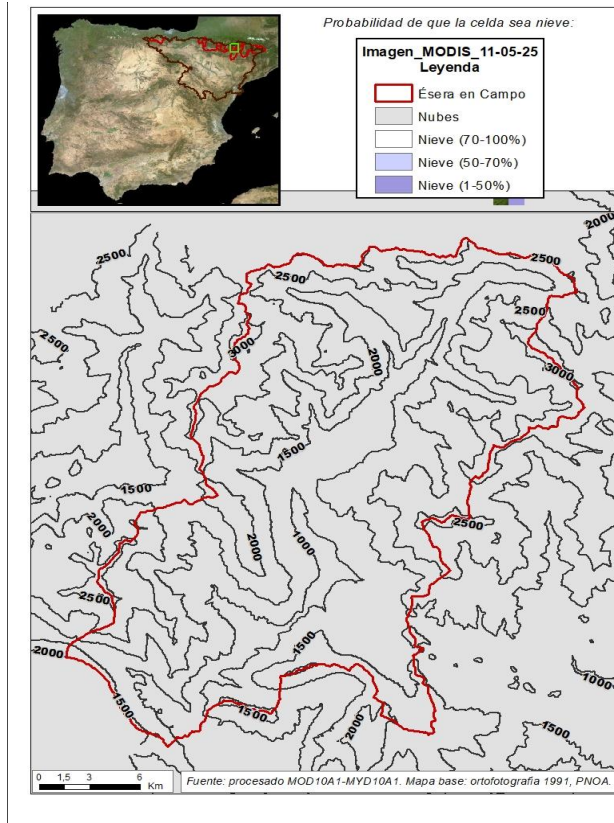 Probabilidad de que la celda sea nieve:
Imagen_MODIS_11-05-25
Leyenda
Ésera en Campo
Nubes
Nieve (70-100%)
Nieve (50-70%)
Nieve (1-50%)
2000
2500
2500
2500
2500
2500
3000
2000
3000
1500
1500
2000
2500
2000
1000
2500
2000
1500
1500
1500
2000
1000
1500
0 1,5 3 6
Km
Fuente: procesado MOD10A1-MYD10A1. Mapa base: ortofotografia 1991, PNOA.